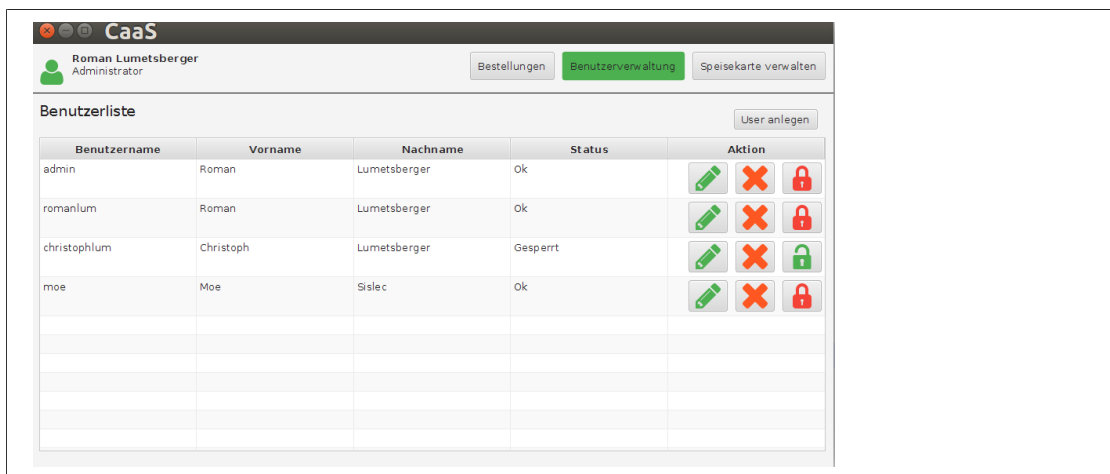 CaaS
Roman Lumetsberger
Administrator
Bestellungen Benutzerverwaltung Speisekarte verwalten
Benutzerliste
User anlegen
Benutzername Vorname Nachname Status Aktion
admin Roman Lumetsberger Ok
romanlum Roman Lumetsberger Ok
christophlum Christoph Lumetsberger Gesperrt
moe Moe Sislec Ok